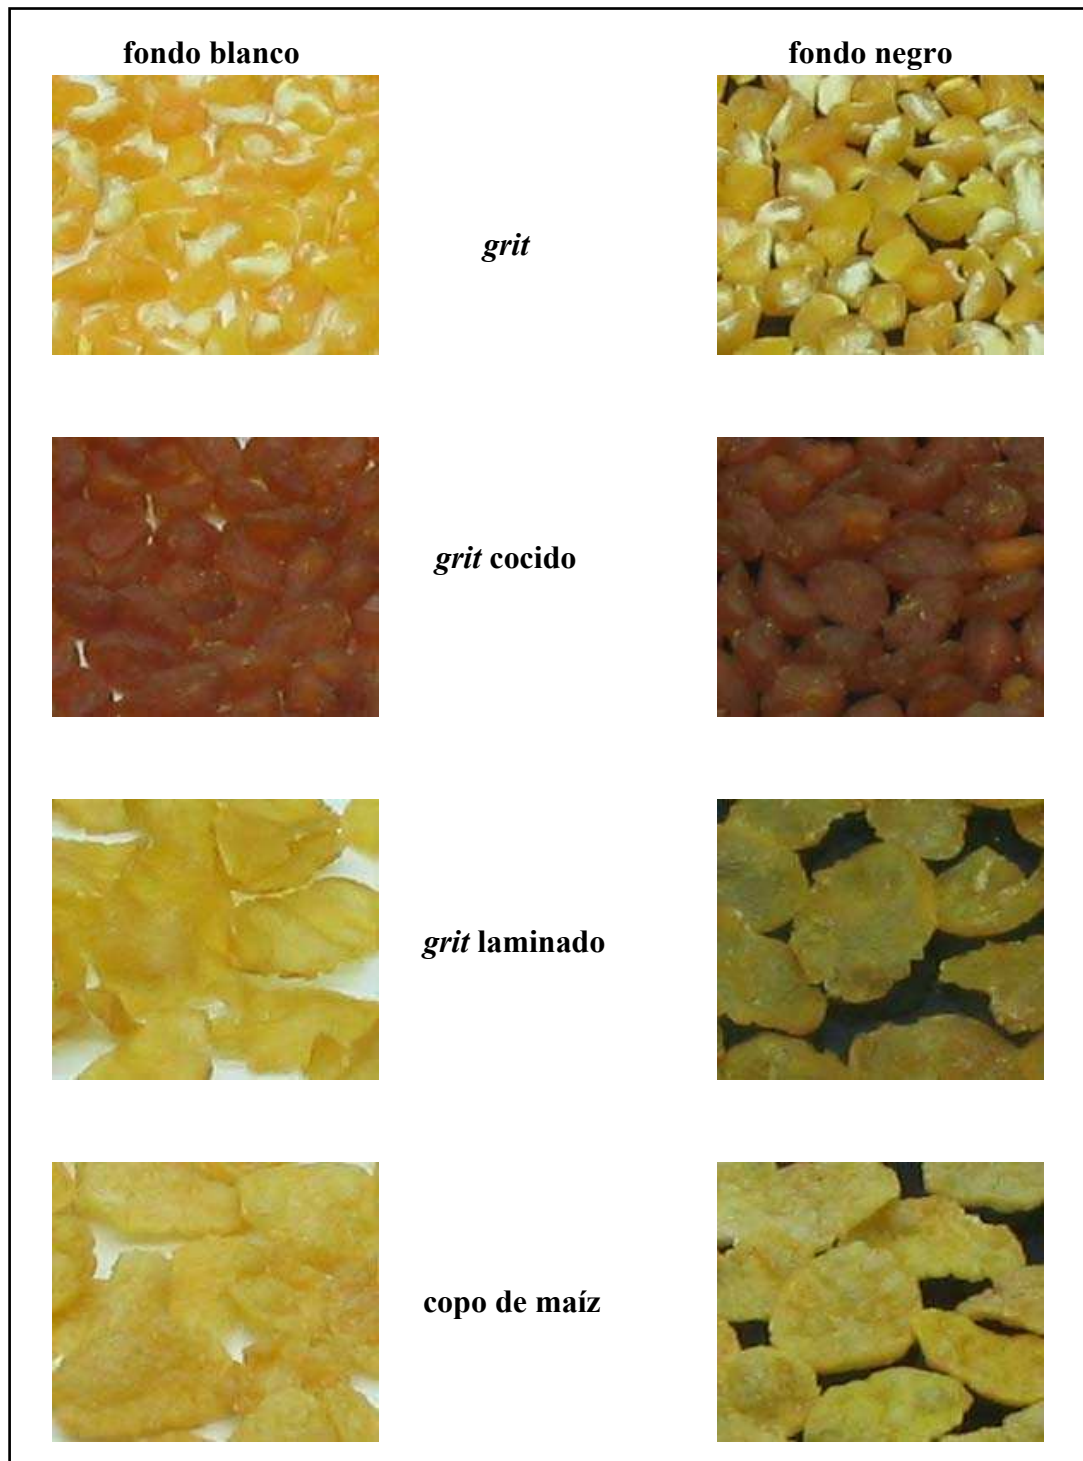 fondo blanco
fondo negro
grit
grit cocido
grit laminado
copo de maíz